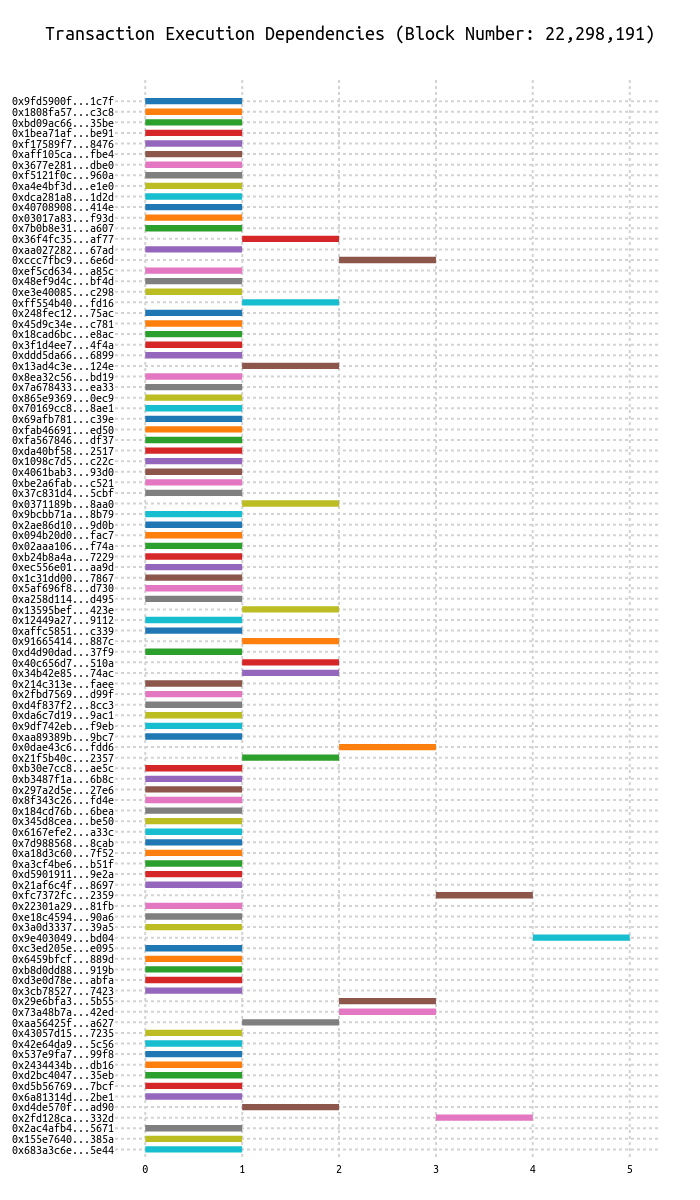 Transaction Execution Dependencies (Block Number: 22,298,191)
0x9fd5900f...1c7f
0x1808fa57...c3c8
0xbd09ac66...35be
0x1bea71af...be91
0xf17589f7...8476
0xaff105ca...fbe4
0x3677e281...dbe0
0xf5121f0c...960a
0xa4e4bf3d...e1e0
0xdca281a8...1d2d
0x40708908...414e
0x03017a83...f93d
0x7b0b8e31...a607
0x36f4fc35...af77
0xaa027282...67ad
0xccc7fbc9...6e6d
0xef5cd634...a85c
0x48ef9d4c...bf4d
0xe3e40085...c298
0xff554b40...fd16
0x248fec12...75ac
0x45d9c34e...c781
0x18cad6bc...e8ac
0x3f1d4ee7...4f4a
0xddd5da66...6899
0x13ad4c3e...124e
0x8ea32c56...bd19
0x7a678433...ea33
0x865e9369...0ec9
0x70169cc8...8ae1
0x69afb781...c39e
0xfab46691...ed50
0xfa567846...df37
0xda40bf58...2517
0x1098c7d5...c22c
0x4061bab3...93d0
0xbe2a6fab...c521
0x37c831d4...5cbf
0x0371189b...8aa0
0x9bcbb71a...8b79
0x2ae86d10...9d0b
0x094b20d0...fac7
0x02aaa106...f74a
0xb24b8a4a...7229
0xec556e01...aa9d
0x1c31dd00...7867
0x5af696f8...d730
0xa258d114...d495
0x13595bef...423e
0x12449a27...9112
0xaffc5851...c339
0x91665414...887c
0xd4d90dad...37f9
0x40c656d7...510a
0x34b42e85...74ac
0x214c313e...faee
0x2fbd7569...d99f
0xd4f837f2...8cc3
0xda6c7d19...9ac1
0x9df742eb...f9eb
0xaa89389b...9bc7
0x0dae43c6...fdd6
0x21f5b40c...2357
0xb30e7cc8...ae5c
0xb3487f1a...6b8c
0x297a2d5e...27e6
0x8f343c26...fd4e
0x184cd76b...6bea
0x345d8cea...be50
0x6167efe2...a33c
0x7d988568...8cab
0xa18d3c60...7f52
0xa3cf4be6...b51f
0xd5901911...9e2a
0x21af6c4f...8697
0xfc7372fc...2359
0x22301a29...81fb
0xe18c4594...90a6
0x3a0d3337...39a5
0x9e403049...bd04
0xc3ed205e...e095
0x6459bfcf...889d
0xb8d0dd88...919b
0xd3e0d78e...abfa
0x3cb78527...7423
0x29e6bfa3...5b55
0x73a48b7a...42ed
0xaa56425f...a627
0x43057d15...7235
0x42e64da9...5c56
0x537e9fa7...99f8
0x2434434b...db16
0xd2bc4047...35eb
0xd5b56769...7bcf
0x6a81314d...2be1
0xd4de570f...ad90
0x2fd128ca...332d
0x2ac4afb4...5671
0x155e7640...385a
0x683a3c6e...5e44
0 1 2 3 4 5